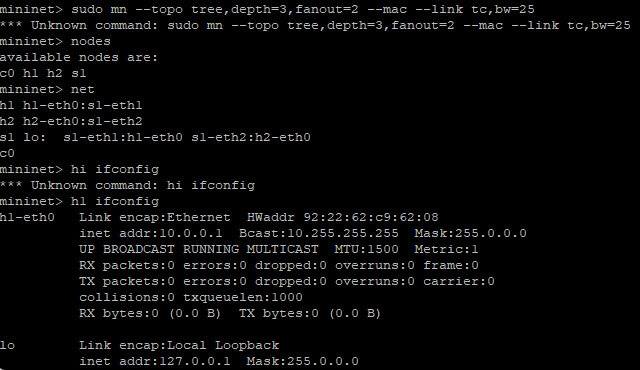 mininet> sudo mn --topo tree,depth=3,fanout=2 --mac --link tc,bw=25
*** Unknown command: sudo mn --topo tree,depth=3,fanout=2 --mac --link tc,bw=25
mininet> nodes
available nodes are:
c0 h1 h2 s1
mininet> net
h1 h1-eth0:s1-eth1
h2 h2-eth0:s1-eth2
s1 lo:  s1-eth1:h1-eth0 s1-eth2:h2-eth0
c0
mininet> hi ifconfig
*** Unknown command: hi ifconfig
mininet> h1 ifconfig
h1-eth0   Link encap:Ethernet  HWaddr 92:22:62:c9:62:08
          inet addr:10.0.0.1  Bcast:10.255.255.255  Mask:255.0.0.0
          UP BROADCAST RUNNING MULTICAST  MTU:1500  Metric:1
          RX packets:0 errors:0 dropped:0 overruns:0 frame:0
          TX packets:0 errors:0 dropped:0 overruns:0 carrier:0
          collisions:0 txqueuelen:1000
          RX bytes:0 (0.0 B)  TX bytes:0 (0.0 B)

lo        Link encap:Local Loopback
          inet addr:127.0.0.1  Mask:255.0.0.0